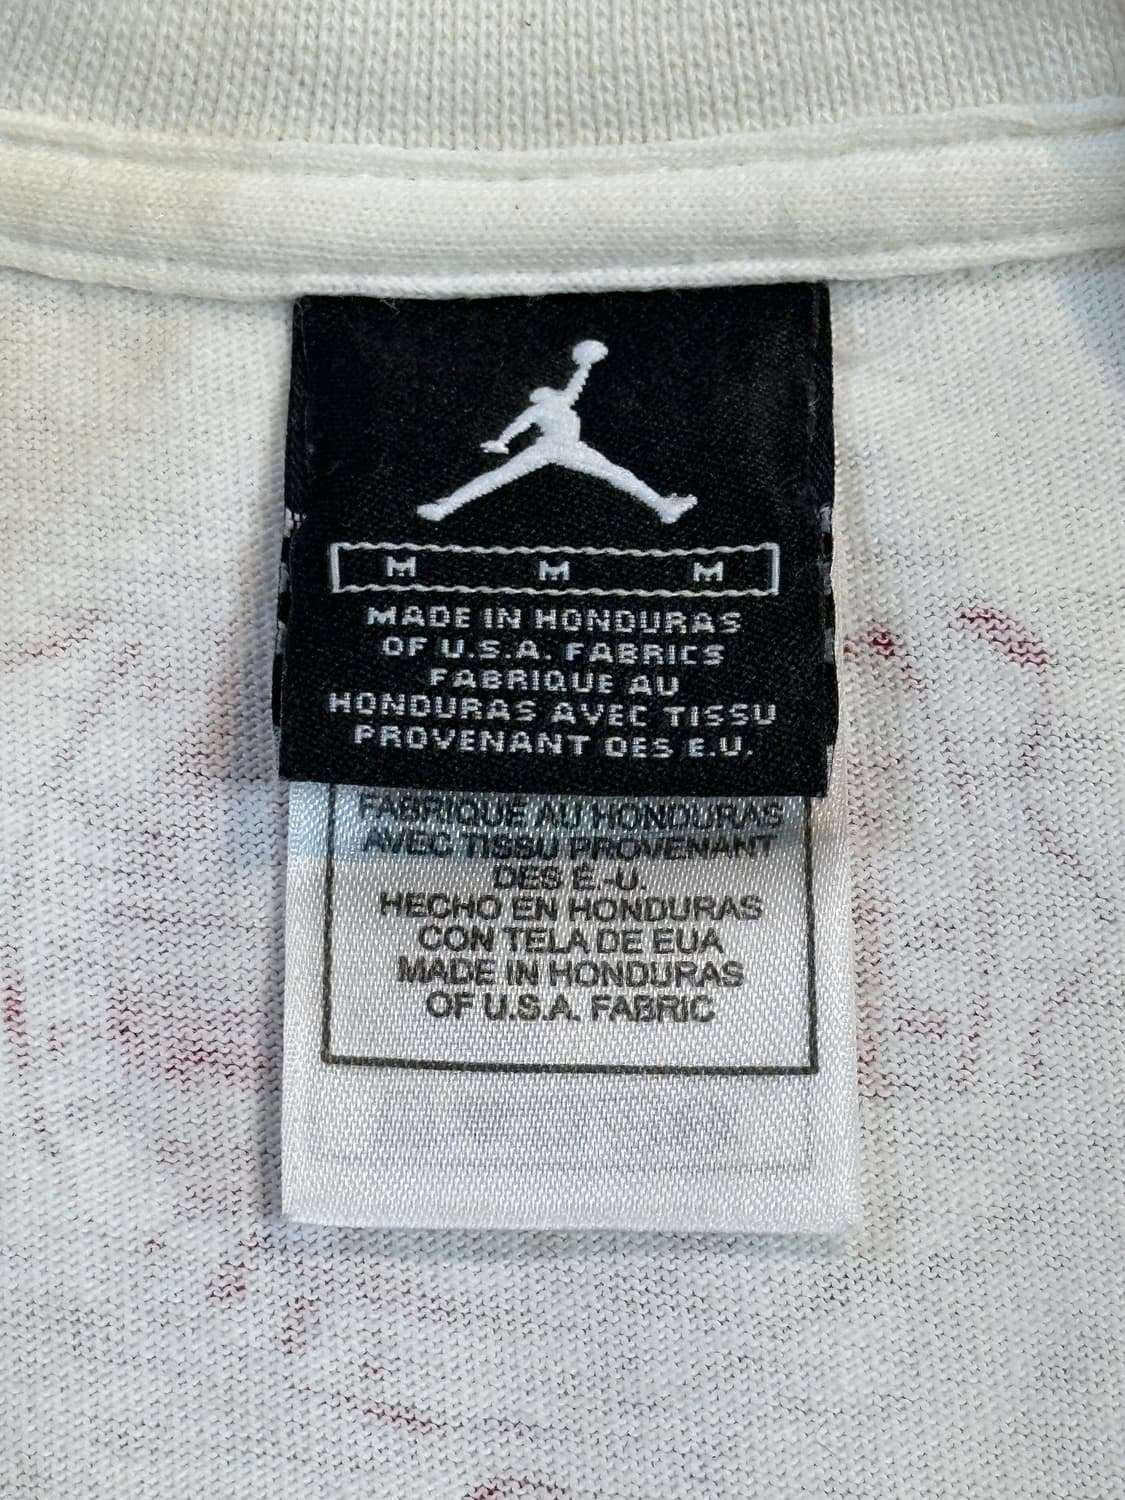 M M M
MADE IN HONDURAS
OF U.S.A. FABRICS
FABRIQUE AU
HONDURAS AVEC TISSU
PROVENANT DES E.U.
FABRIQUE AU HONDURAS
AVEC TISSU PROVENANT
DES É.-U.
HECHO EN HONDURAS
CON TELA DE EUA
MADE IN HONDURAS
OF U.S.A. FABRIC